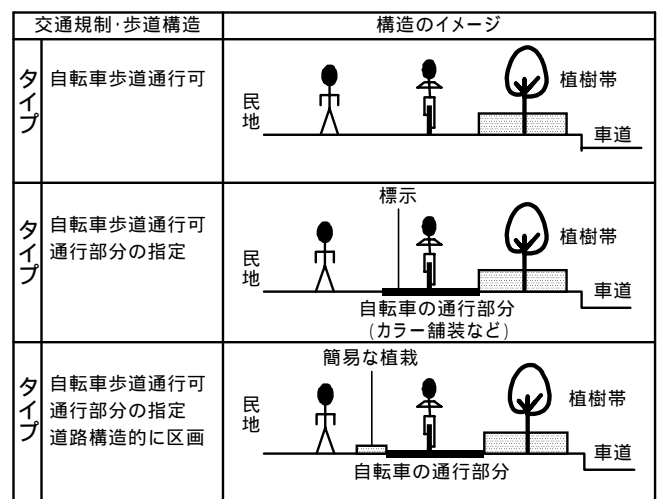 交通規制・歩道構造
構造のイメージ
タイプ
自転車歩道通行可
民地
植樹帯
車道
タイプ
自転車歩道通行可
通行部分の指定
標示
民地
植樹帯
車道
自転車の通行部分
(カラー舗装など)
タイプ
自転車歩道通行可
通行部分の指定
道路構造的に区画
簡易な植栽
民地
植樹帯
車道
自転車の通行部分